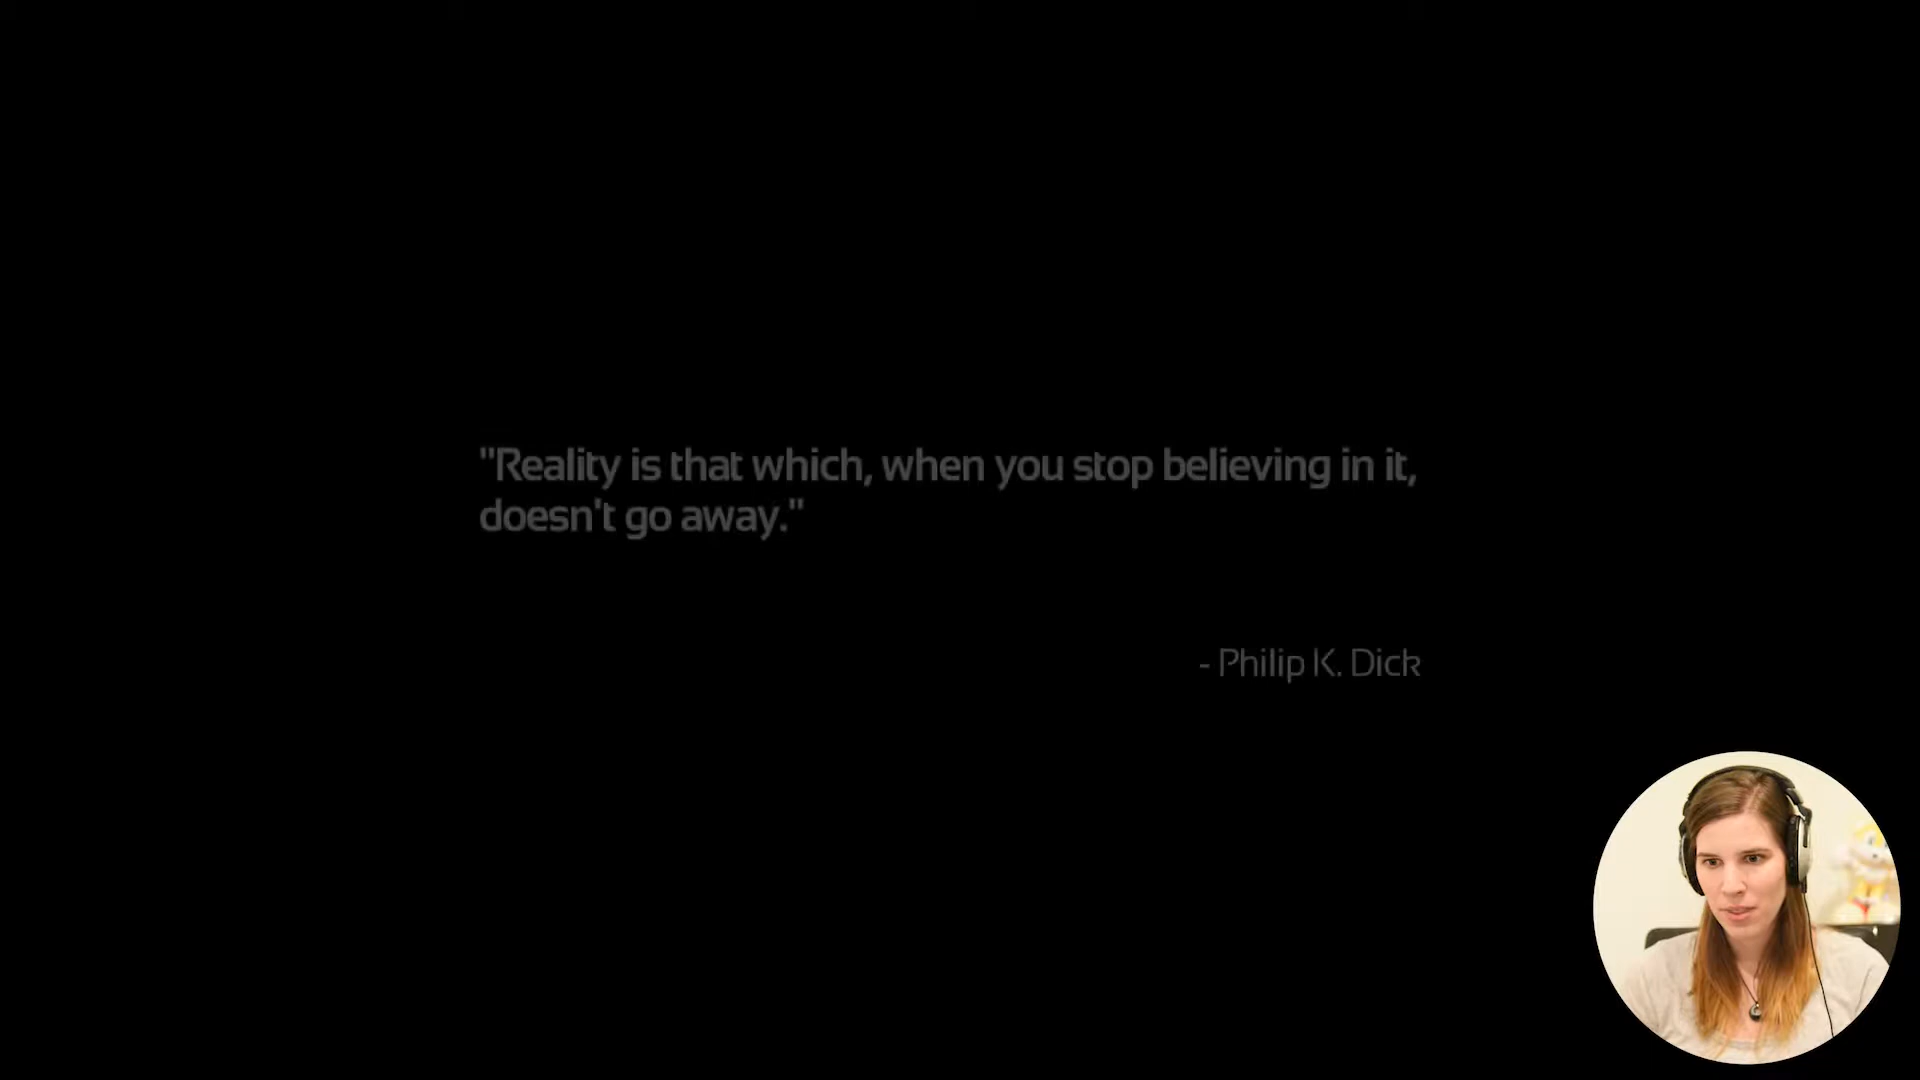 "Reality is that which, when you stop believing in it,
doesn't go away."
- Philip K. Dick